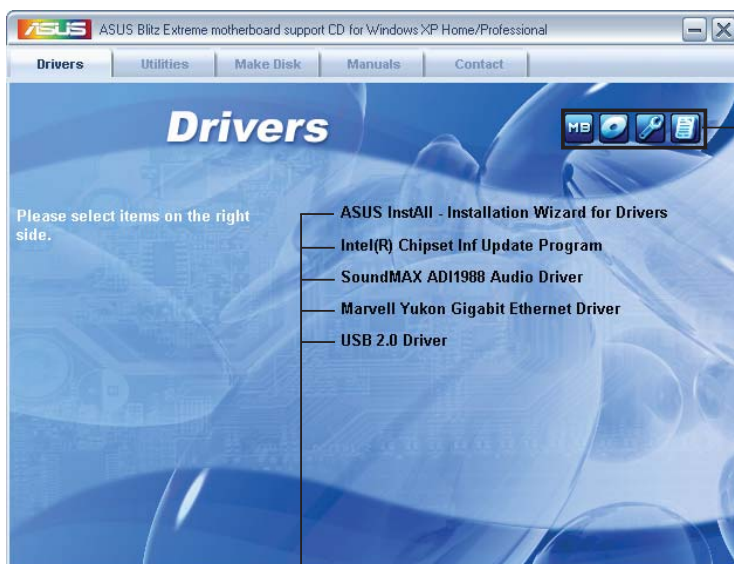 ASUS ASUS Blitz Extreme motherboard support CD for Windows XP Home/Professional
Drivers Utilities Make Disk Manuals Contact
Drivers
MB
Please select items on the right
side.
ASUS InstAll - Installation Wizard for Drivers
Intel(R) Chipset Inf Update Program
SoundMAX ADI1988 Audio Driver
Marvell Yukon Gigabit Ethernet Driver
USB 2.0 Driver